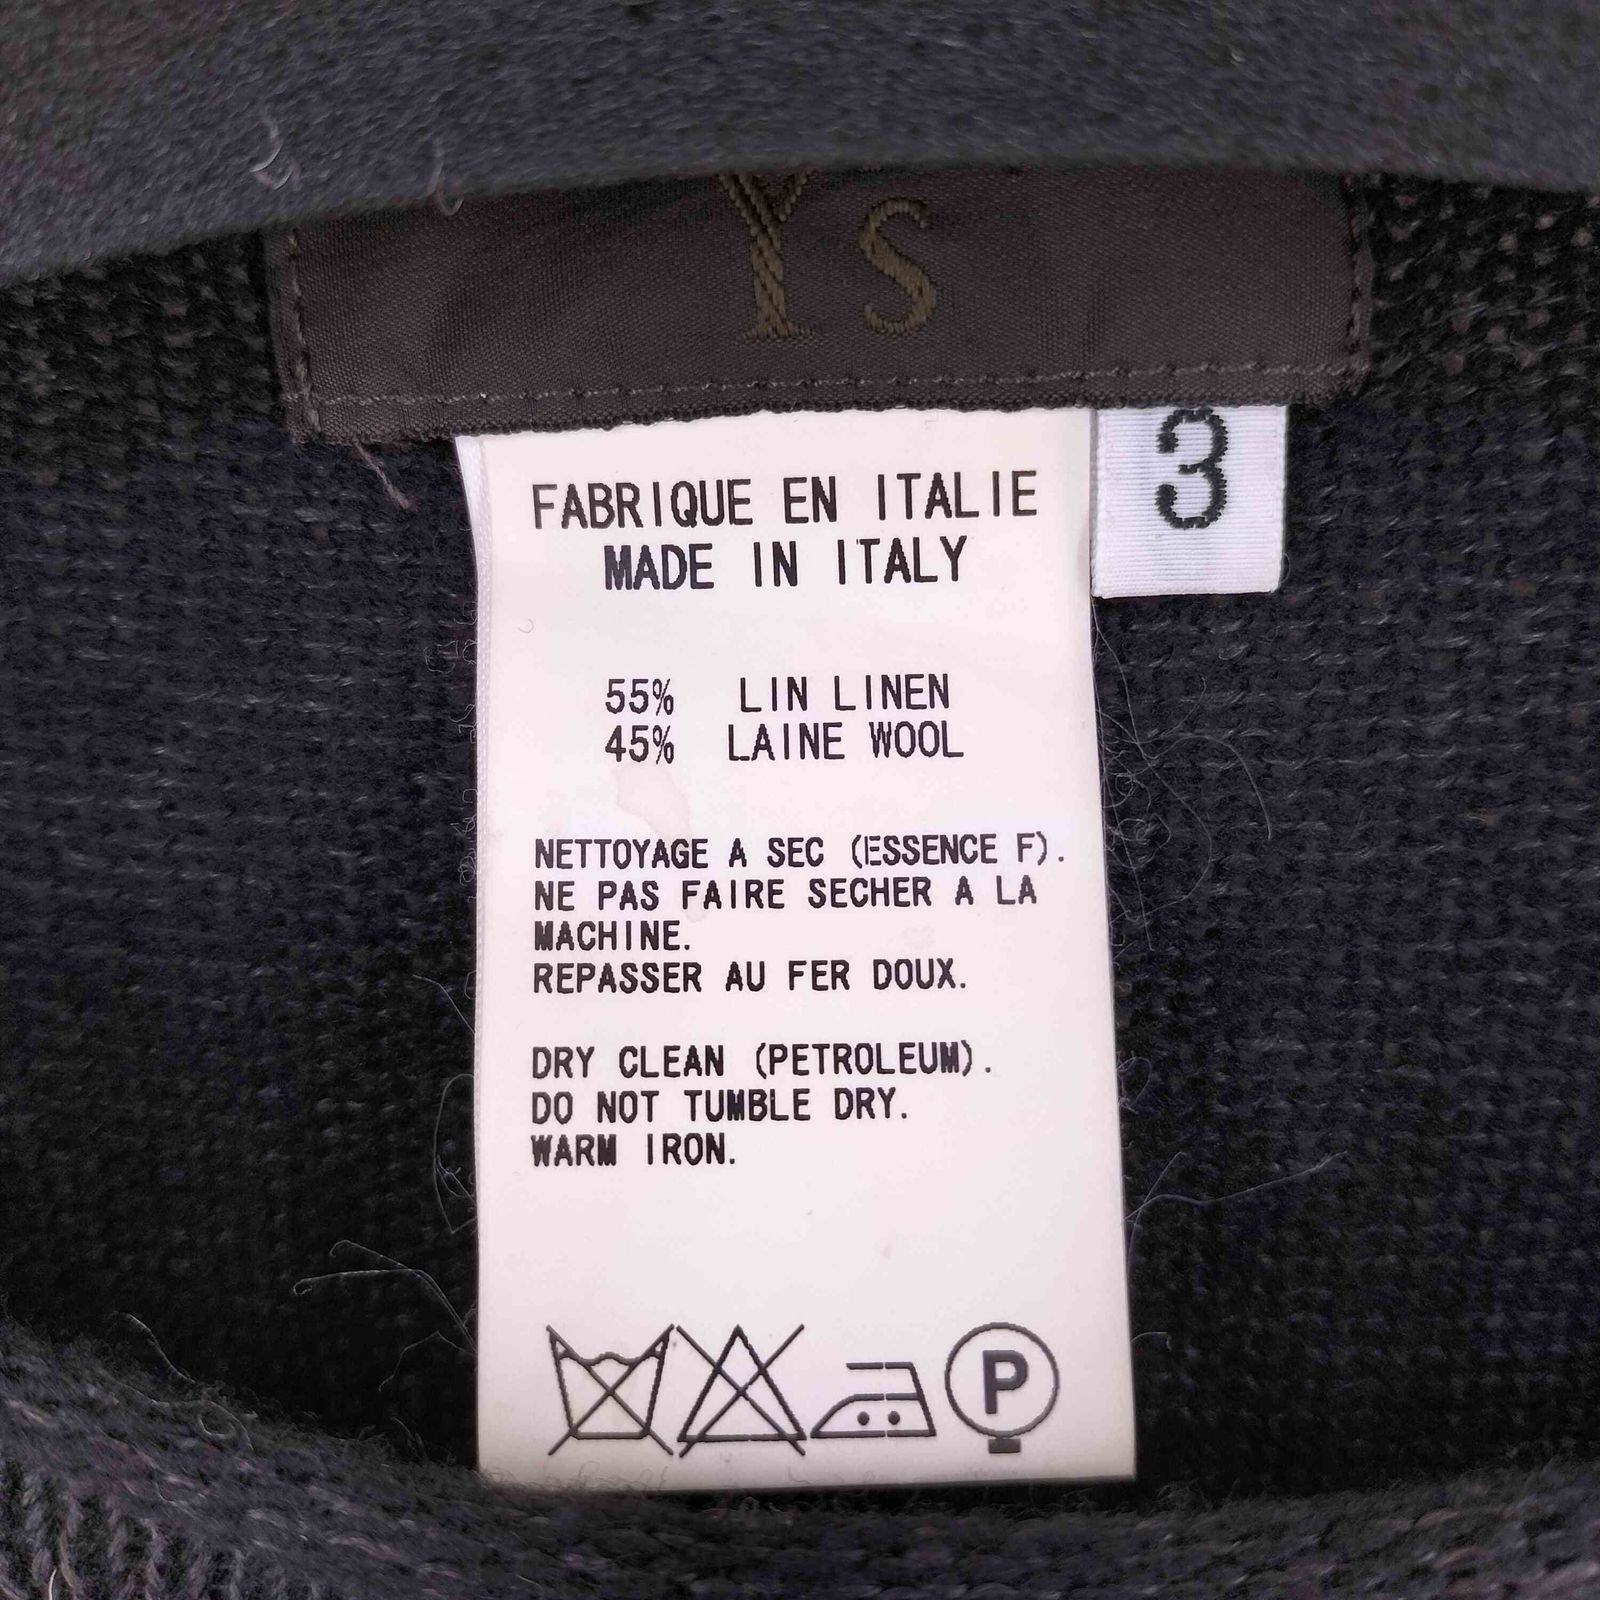 Ys
3
FABRIQUE EN ITALIE
MADE IN ITALY
55% LIN LINEN
45% LAINE WOOL
NETTOYAGE A SEC (ESSENCE F).
NE PAS FAIRE SECHER A LA
MACHINE.
REPASSER AU FER DOUX.
DRY CLEAN (PETROLEUM).
DO NOT TUMBLE DRY.
WARM IRON.
P